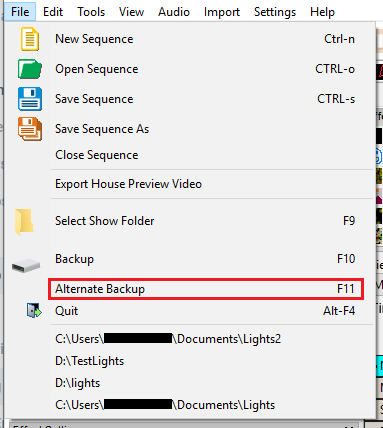 File Edit Tools View Audio Import Settings Help
New Sequence Ctrl-n
Open Sequence CTRL-o
Save Sequence CTRL-s
Save Sequence As
Close Sequence
Export House Preview Video
Select Show Folder F9
Backup F10
Alternate Backup F11
Quit Alt-F4
C:\Users\ \Documents\Lights2
D:\TestLights
D:\lights
C:\Users\ \Documents\Lights